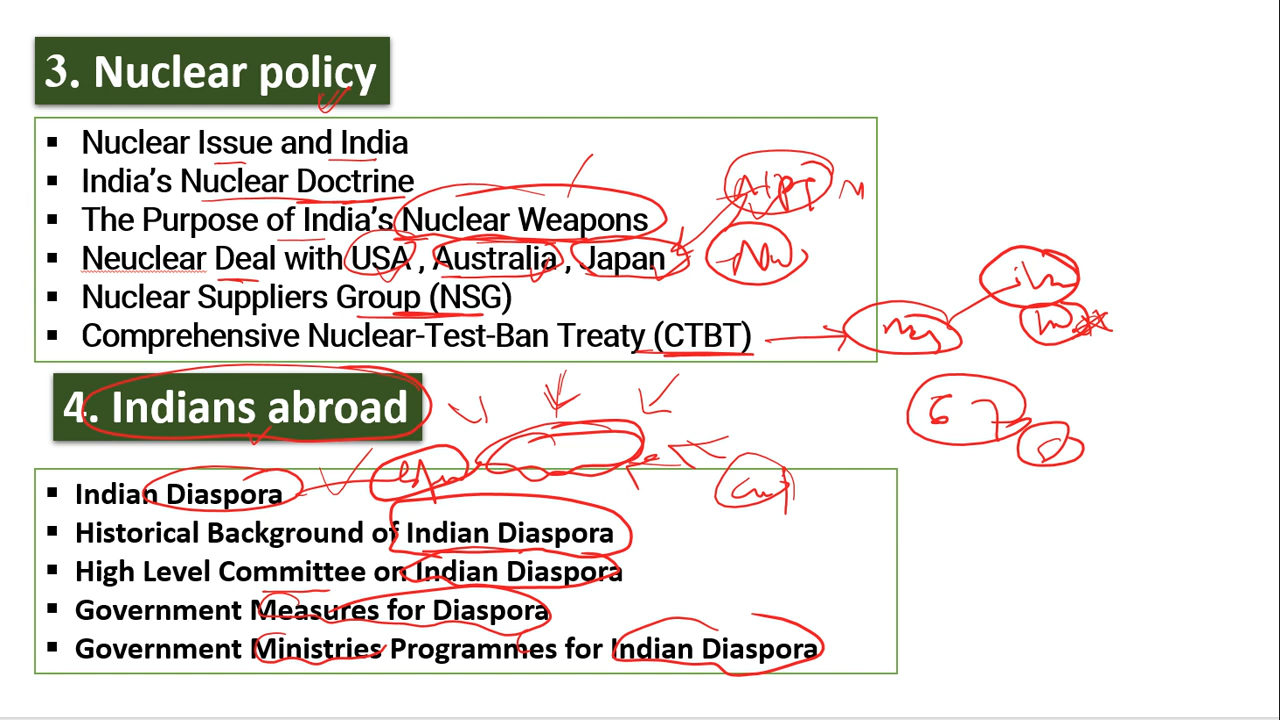 3. Nuclear policy
▪ Nuclear Issue and India
▪ India's Nuclear Doctrine
▪ The Purpose of India's Nuclear Weapons
▪ Neuclear Deal with USA , Australia , Japan
▪ Nuclear Suppliers Group (NSG)
▪ Comprehensive Nuclear-Test-Ban Treaty (CTBT)
67
4. Indians abroad
▪ Indian Diaspora
▪ Historical Background of Indian Diaspora
▪ High Level Committee on Indian Diaspora
▪ Government Measures for Diaspora
▪ Government Ministries Programmes for Indian Diaspora